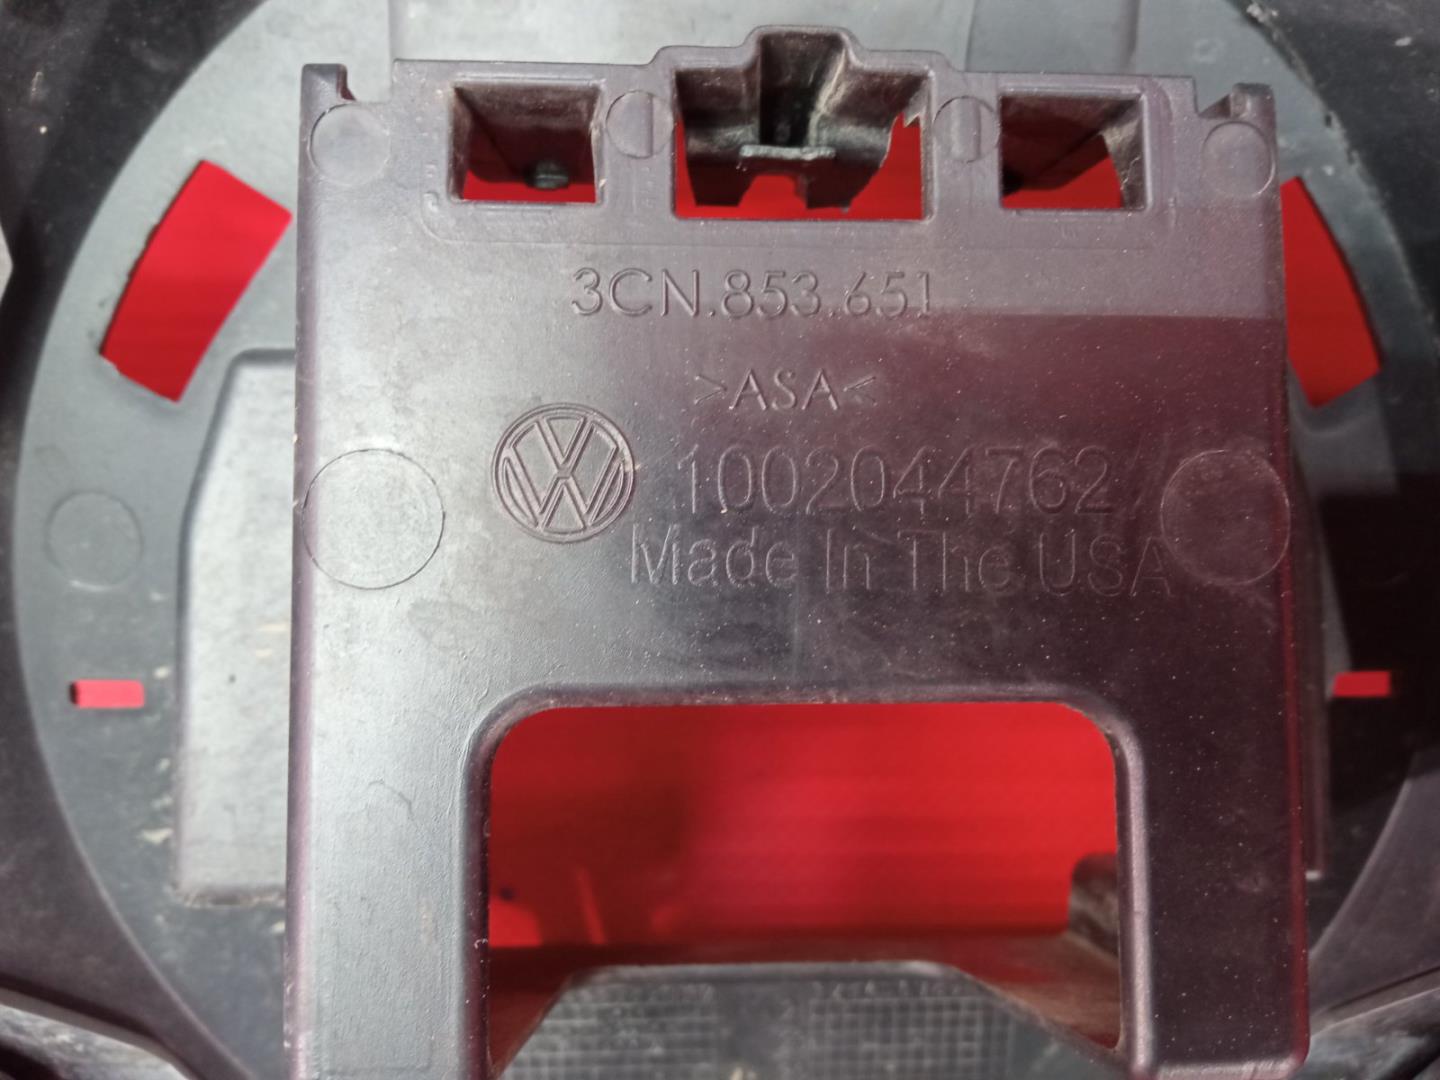 3CN.853.651
>ASA<
1002044762
Made In The USA